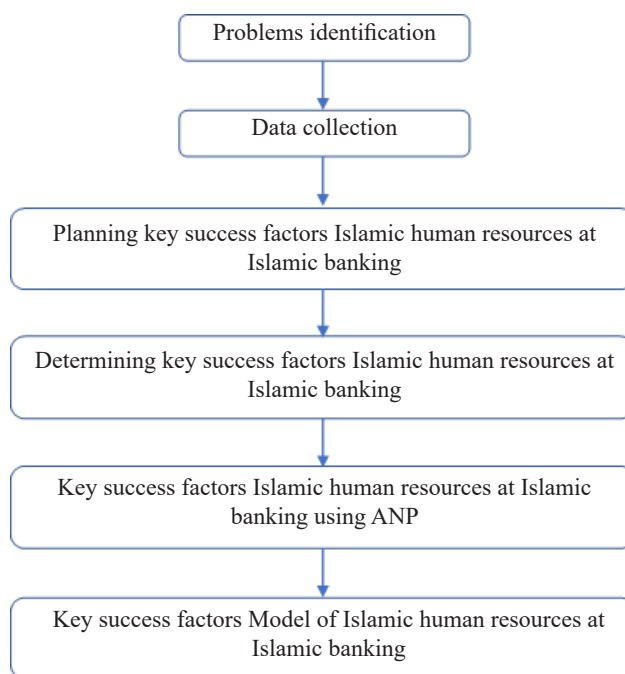 Problems identification
Data collection
Planning key success factors Islamic human resources at
Islamic banking
Determining key success factors Islamic human resources at
Islamic banking
Key success factors Islamic human resources at Islamic
banking using ANP
Key success factors Model of Islamic human resources at
Islamic banking